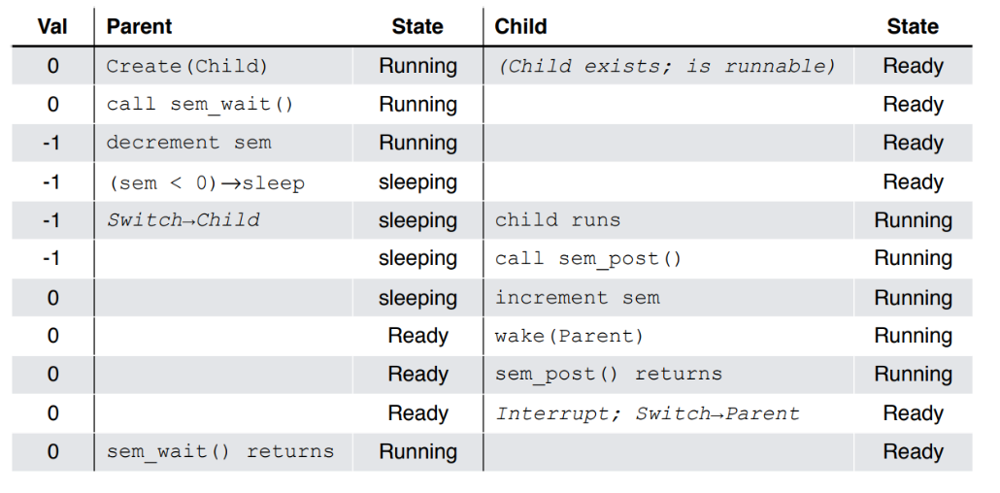 Val Parent State Child State
0 Create(Child) Running (Child exists; is runnable) Ready
0 call sem_wait() Running Ready
-1 decrement sem Running Ready
-1 (sem < 0)→sleep sleeping Ready
-1 Switch→Child sleeping child runs Running
-1 sleeping call sem_post() Running
0 sleeping increment sem Running
0 Ready wake(Parent) Running
0 Ready sem_post() returns Running
0 Ready Interrupt; Switch→Parent Ready
0 sem_wait() returns Running Ready